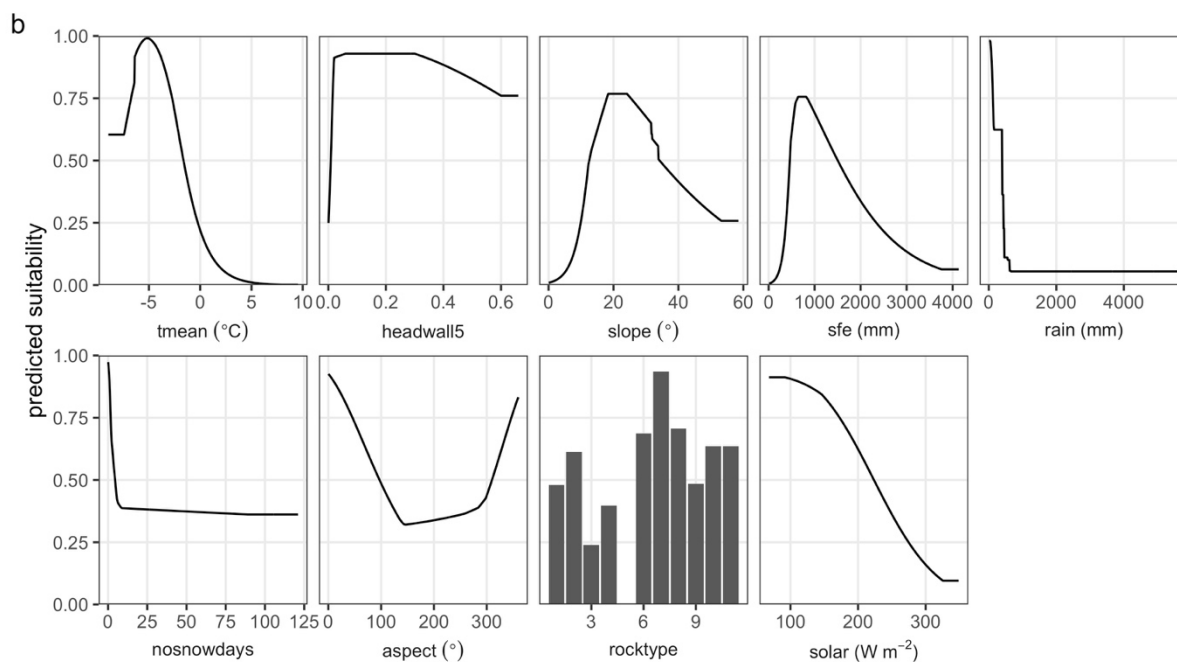 b
predicted suitability
1.00
0.75
0.50
0.25
0.00
-5 0 5 10
tmean (°C)
0.0 0.2 0.4 0.6
headwall5
0 20 40 60
slope (°)
0 1000 2000 3000 4000
sfe (mm)
0 2000 4000
rain (mm)
1.00
0.75
0.50
0.25
0.00
0 25 50 75 100 125
nosnowdays
0 100 200 300
aspect (°)
3 6 9
rocktype
100 200 300
solar (W m⁻²)